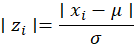 | z_i |= | x_i − μ | / σ